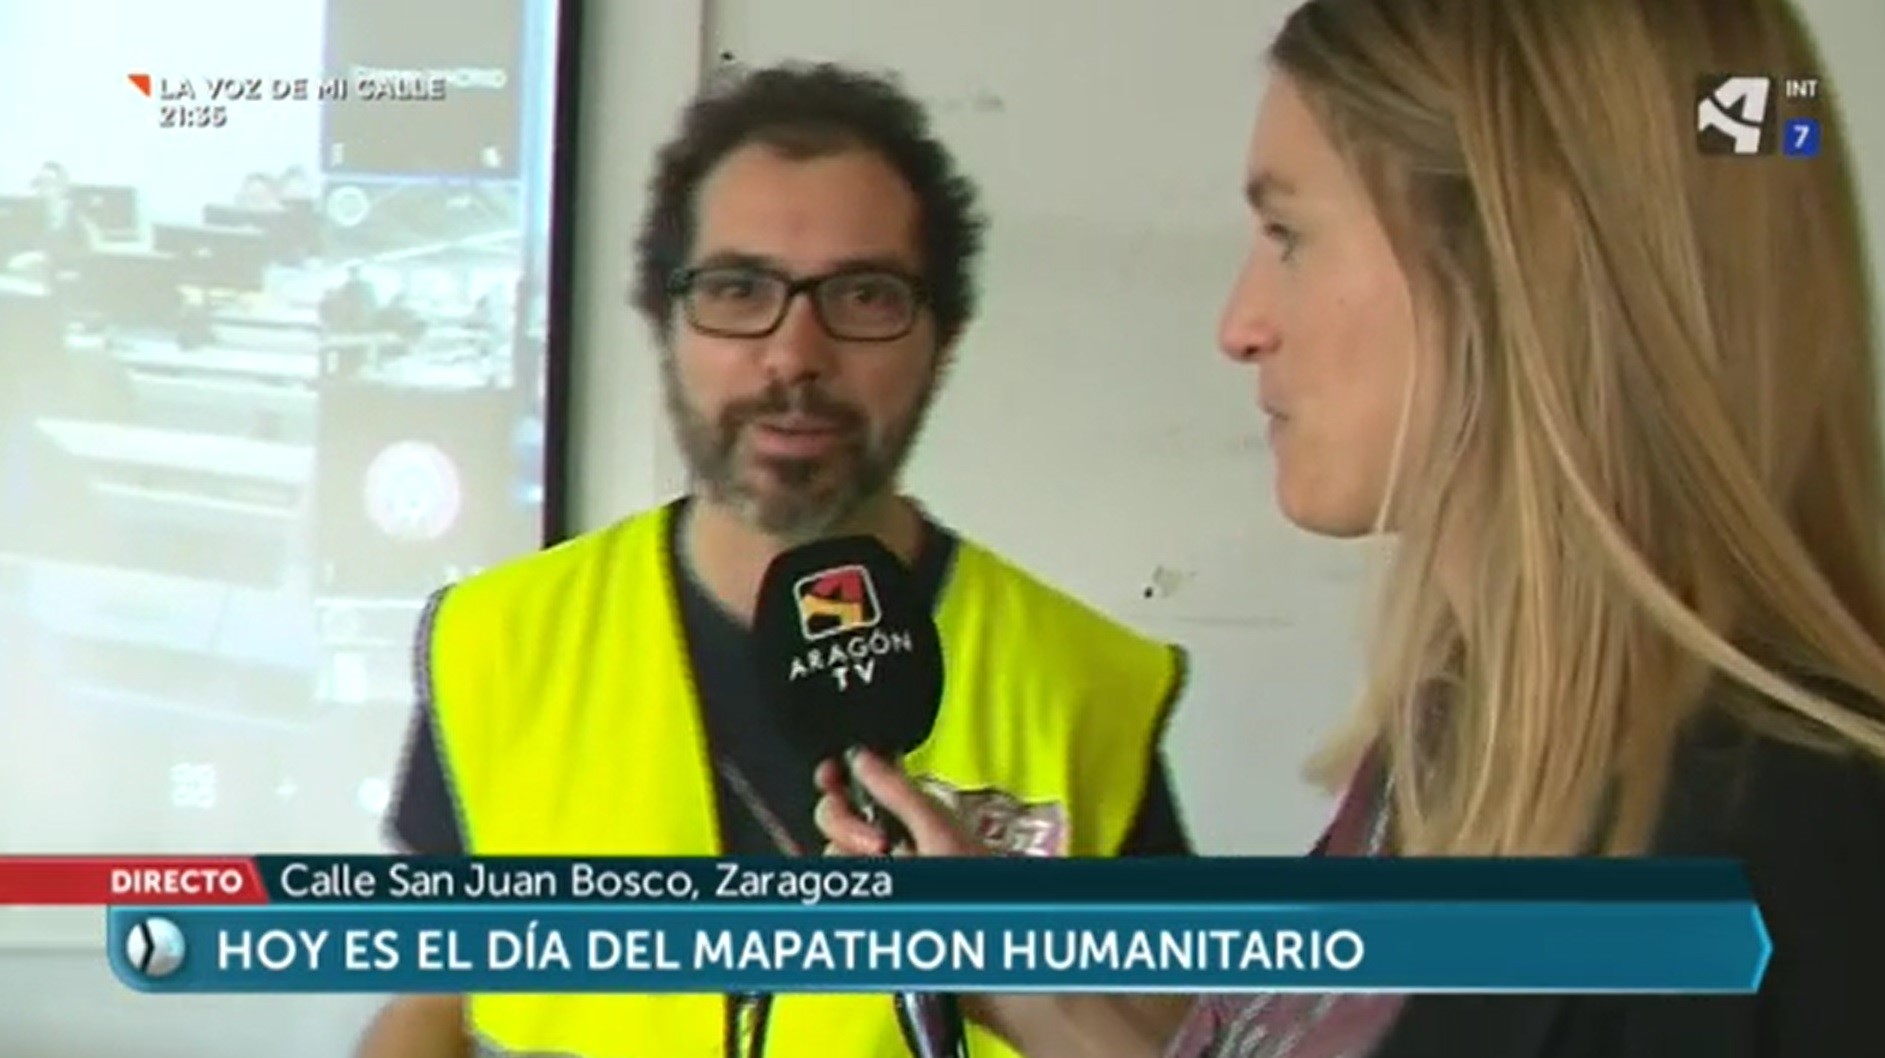 LA VOZ DE MI CALLE
21:35
INT
7
ARAGÓN
TV
DIRECTO
Calle San Juan Bosco, Zaragoza
HOY ES EL DÍA DEL MAPATHON HUMANITARIO